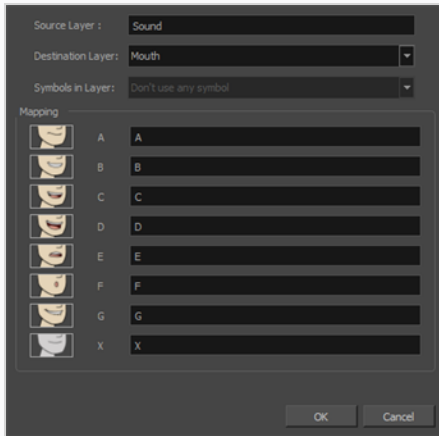 Source Layer : Sound
Destination Layer: Mouth
Symbols in Layer: Don't use any symbol
Mapping
A A
B B
C C
D D
E E
F F
G G
X X
OK Cancel